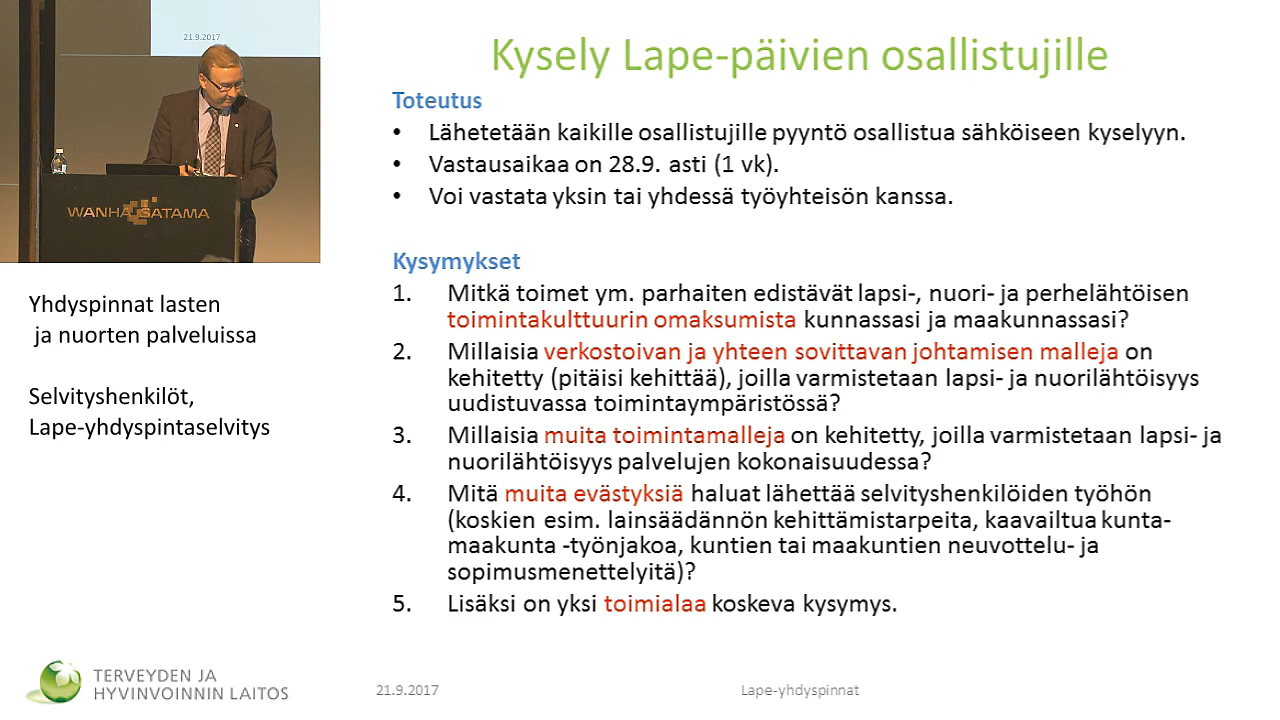 21.9.2017
WANHA SATAMA
Yhdyspinnat lasten
ja nuorten palveluissa
Selvityshenkilöt,
Lape-yhdyspintaselvitys
Kysely Lape-päivien osallistujille
Toteutus
• Lähetetään kaikille osallistujille pyyntö osallistua sähköiseen kyselyyn.
• Vastausaikaa on 28.9. asti (1 vk).
• Voi vastata yksin tai yhdessä työyhteisön kanssa.
Kysymykset
1. Mitkä toimet ym. parhaiten edistävät lapsi-, nuori- ja perhelähtöisen
toimintakulttuurin omaksumista kunnassasi ja maakunnassasi?
2. Millaisia verkostoivan ja yhteen sovittavan johtamisen malleja on
kehitetty (pitäisi kehittää), joilla varmistetaan lapsi- ja nuorilähtöisyys
uudistuvassa toimintaympäristössä?
3. Millaisia muita toimintamalleja on kehitetty, joilla varmistetaan lapsi- ja
nuorilähtöisyys palvelujen kokonaisuudessa?
4. Mitä muita evästyksiä haluat lähettää selvityshenkilöiden työhön
(koskien esim. lainsäädännön kehittämistarpeita, kaavailtua kunta-
maakunta -työnjakoa, kuntien tai maakuntien neuvottelu- ja
sopimusmenettelyitä)?
5. Lisäksi on yksi toimialaa koskeva kysymys.
TERVEYDEN JA
HYVINVOINNIN LAITOS
21.9.2017
Lape-yhdyspinnat